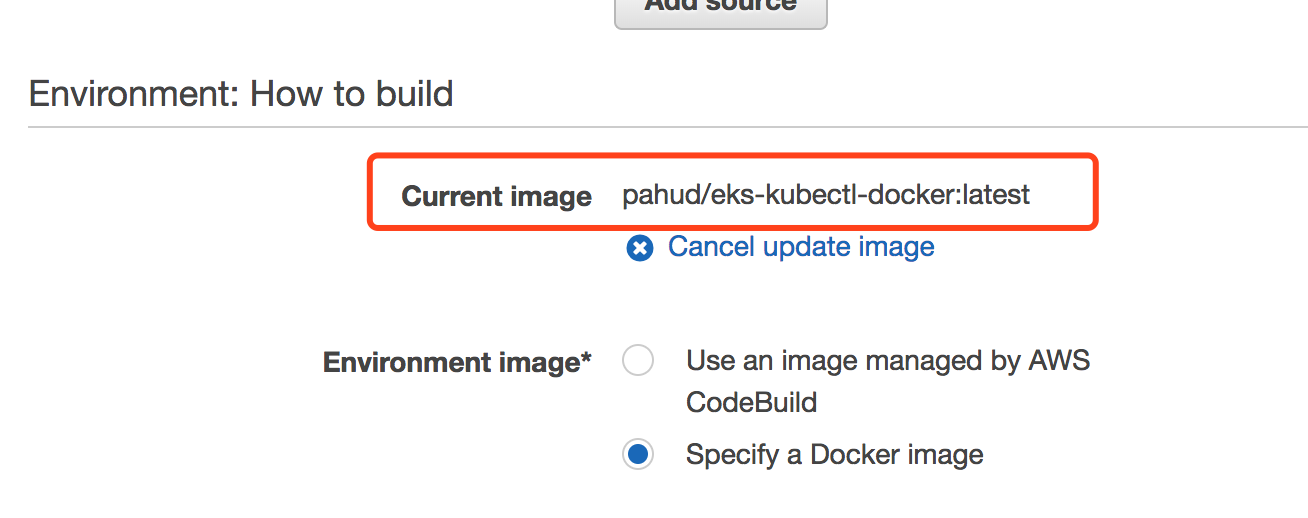 Add source
Environment: How to build
Current image pahud/eks-kubectl-docker:latest
Cancel update image
Environment image* Use an image managed by AWS
CodeBuild
Specify a Docker image